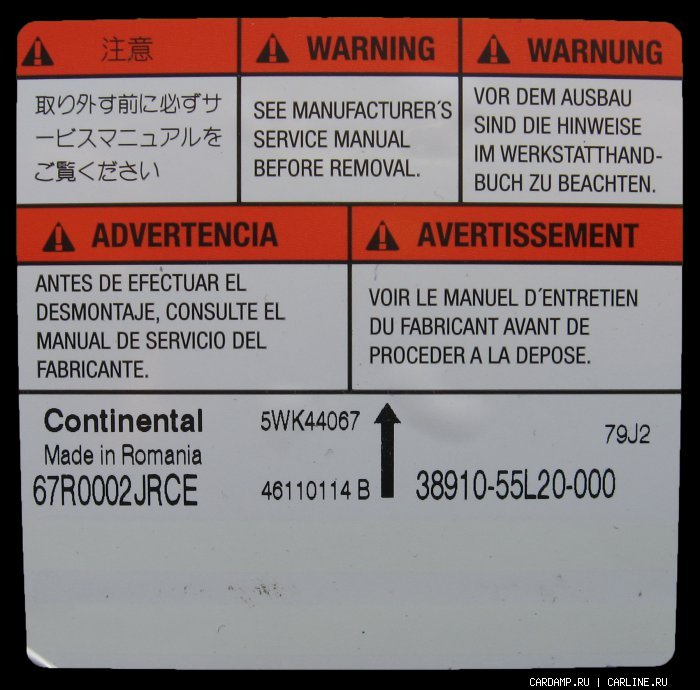 注意
取り外す前に必ずサ
ービスマニュアルを
ご覧ください
WARNING
SEE MANUFACTURER´S
SERVICE MANUAL
BEFORE REMOVAL.
WARNUNG
VOR DEM AUSBAU
SIND DIE HINWEISE
IM WERKSTATTHAND-
BUCH ZU BEACHTEN.
ADVERTENCIA
ANTES DE EFECTUAR EL
DESMONTAJE, CONSULTE EL
MANUAL DE SERVICIO DEL
FABRICANTE.
AVERTISSEMENT
VOIR LE MANUEL D´ENTRETIEN
DU FABRICANT AVANT DE
PROCEDER A LA DEPOSE.
Continental 5WK44067
79J2
Made in Romania
67R0002JRCE 46110114 B 38910-55L20-000
CARDAMP.RU | CARLINE.RU